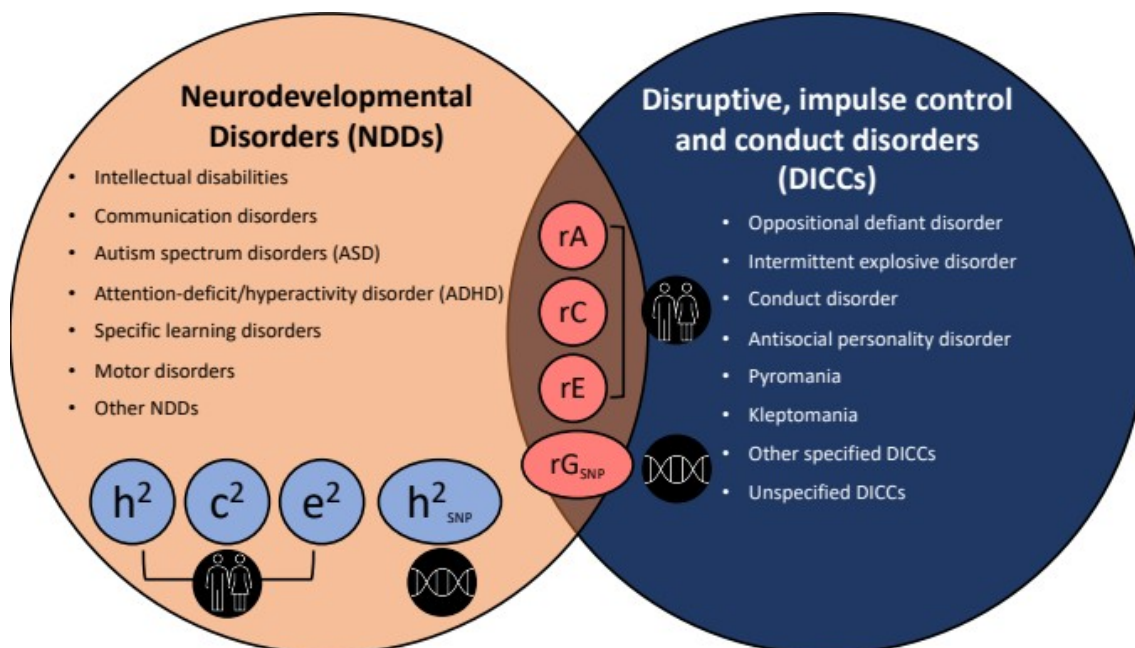 Neurodevelopmental
Disorders (NDDs)
• Intellectual disabilities
• Communication disorders
• Autism spectrum disorders (ASD)
• Attention-deficit/hyperactivity disorder (ADHD)
• Specific learning disorders
• Motor disorders
• Other NDDs
h²
c²
e²
h²SNP
rA
rC
rE
rGSNP
Disruptive, impulse control
and conduct disorders
(DICCs)
• Oppositional defiant disorder
• Intermittent explosive disorder
• Conduct disorder
• Antisocial personality disorder
• Pyromania
• Kleptomania
• Other specified DICCs
• Unspecified DICCs